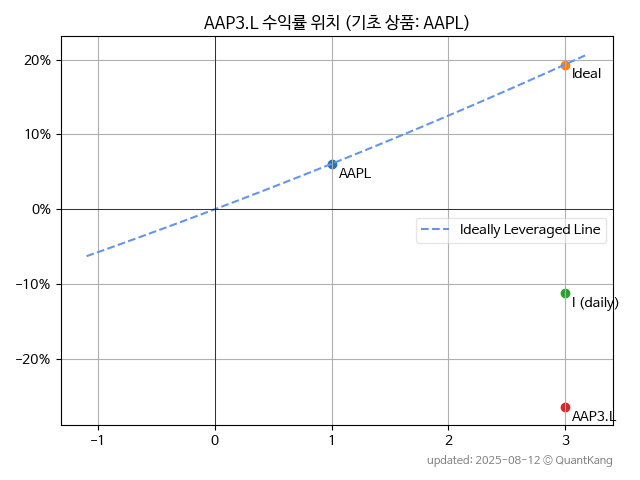 AAP3.L 수익률 위치 (기초 상품: AAPL)
20%
Ideal
10%
AAPL
0%
Ideally Leveraged Line
−10%
I (daily)
−20%
AAP3.L
−1
0
1
2
3
updated: 2025-08-12 © QuantKang